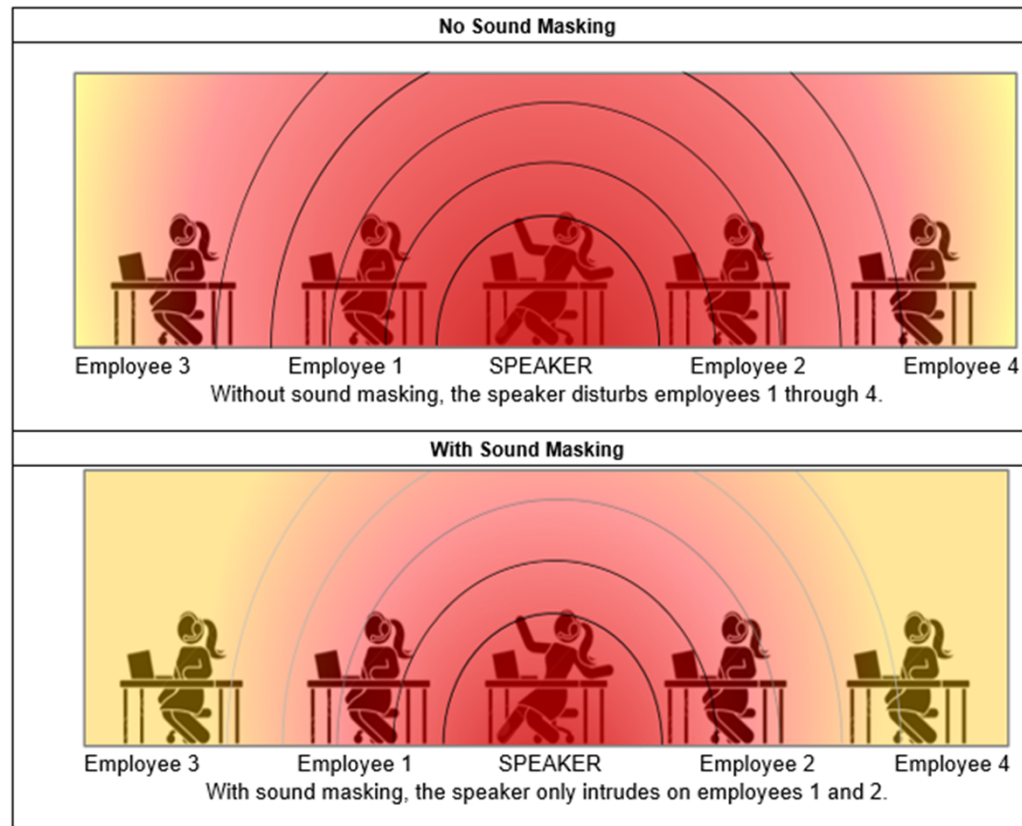 No Sound Masking
Employee 3 Employee 1 SPEAKER Employee 2 Employee 4
Without sound masking, the speaker disturbs employees 1 through 4.
With Sound Masking
Employee 3 Employee 1 SPEAKER Employee 2 Employee 4
With sound masking, the speaker only intrudes on employees 1 and 2.